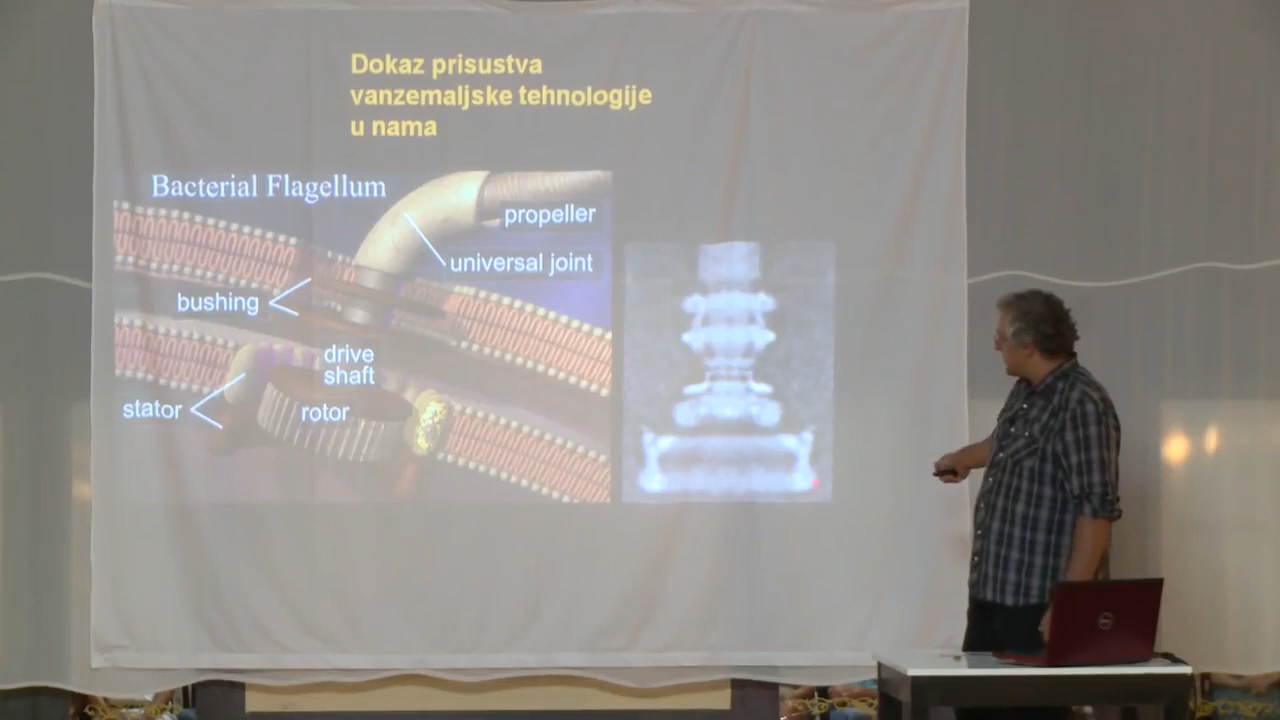 Dokaz prisustva
vanzemaljske tehnologije
u nama
Bacterial Flagellum
propeller
universal joint
bushing
drive
shaft
stator
rotor